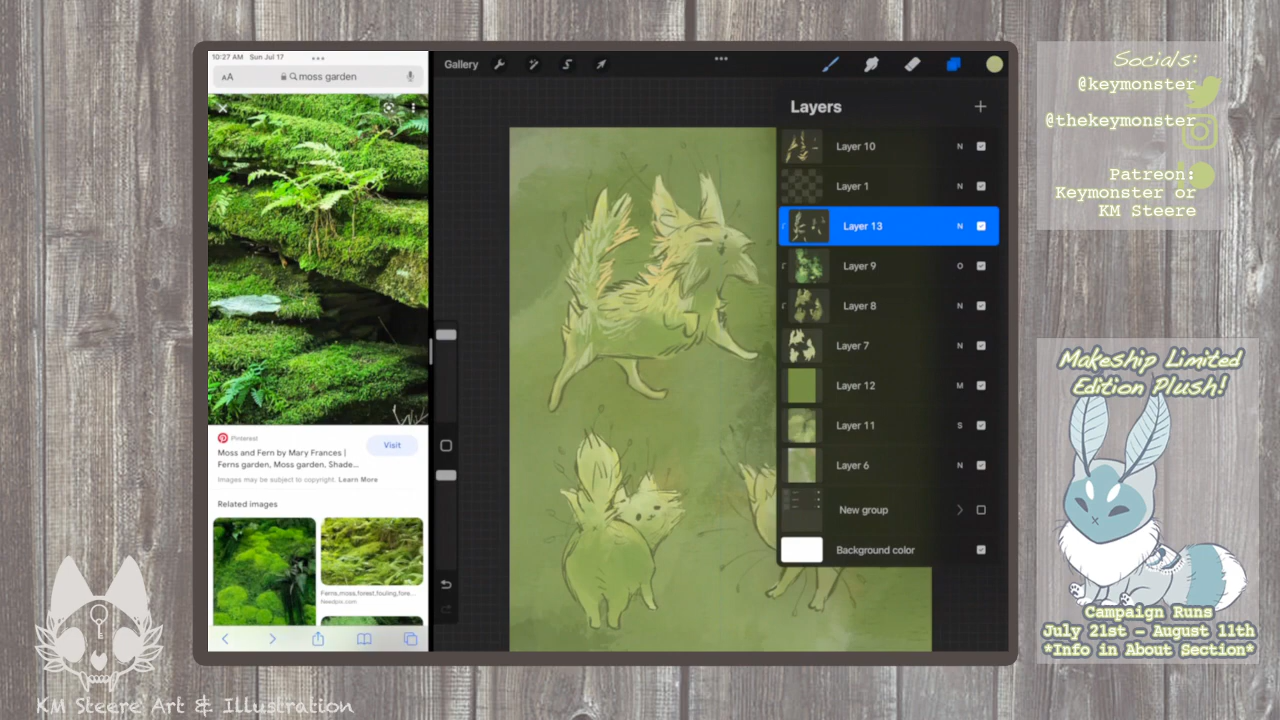 10:27 AM Sun Jul 17
AA
moss garden
Pinterest
Moss and Fern by Mary Frances |
Ferns garden, Moss garden, Shade...
Images may be subject to copyright. Learn More
Visit
Related images
Ferns,moss,forest,fouling,fore...
Needpix.com
Gallery
Layers
Layer 10 N
Layer 1 N
Layer 13 N
Layer 9 O
Layer 8 N
Layer 7 N
Layer 12 M
Layer 11 S
Layer 6 N
New group
Background color
Socials:
@keymonster
@thekeymonster
Patreon:
Keymonster or
KM Steere
Makeship Limited
Edition Plush!
Campaign Runs
July 21st - August 11th
*Info in About Section*
KM Steere Art & Illustration